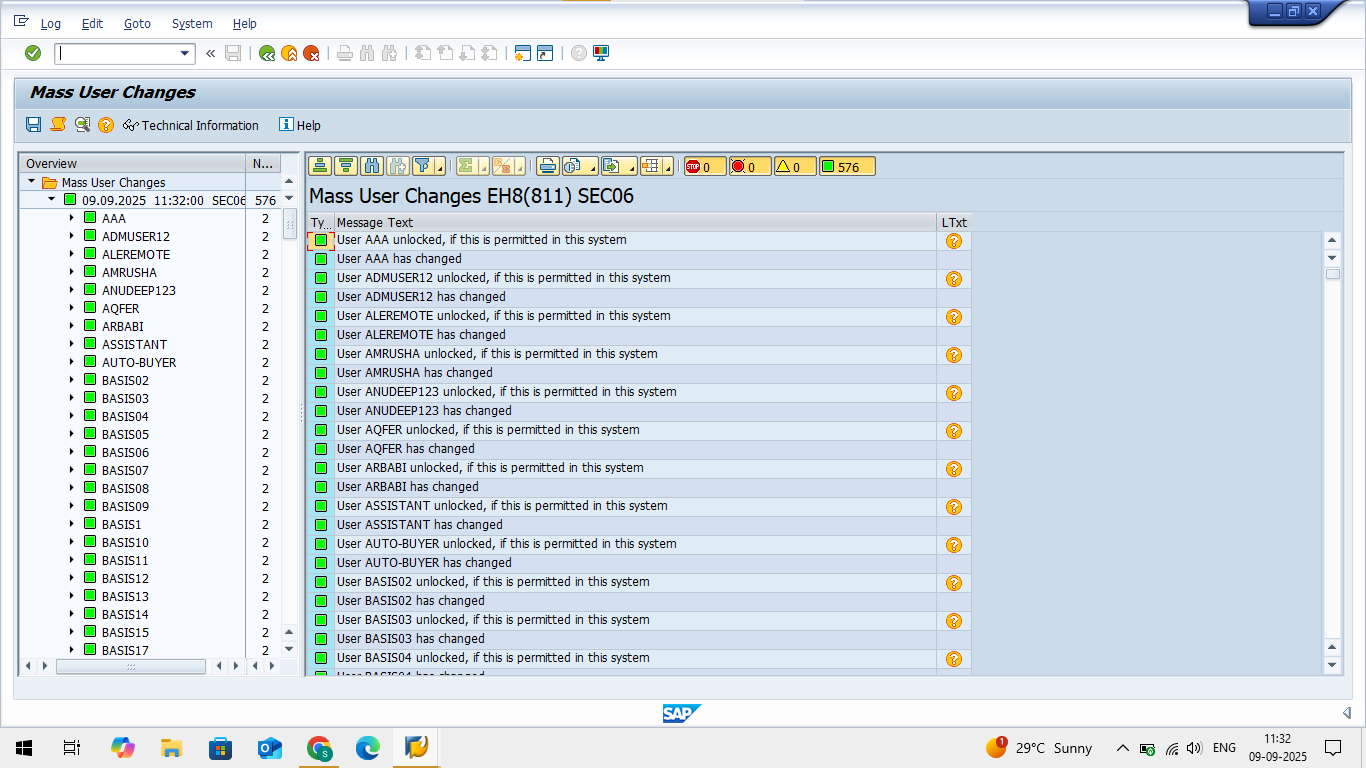 Log Edit Goto System Help
Mass User Changes
Technical Information Help
Overview N...
Mass User Changes
09.09.2025 11:32:00 SEC06 576
AAA 2
ADMUSER12 2
ALEREMOTE 2
AMRUSHA 2
ANUDEEP123 2
AQFER 2
ARBABI 2
ASSISTANT 2
AUTO-BUYER 2
BASIS02 2
BASIS03 2
BASIS04 2
BASIS05 2
BASIS06 2
BASIS07 2
BASIS08 2
BASIS09 2
BASIS1 2
BASIS10 2
BASIS11 2
BASIS12 2
BASIS13 2
BASIS14 2
BASIS15 2
BASIS17 2
STOP 0 0 0 576
Mass User Changes EH8(811) SEC06
Ty... Message Text LTxt
User AAA unlocked, if this is permitted in this system
User AAA has changed
User ADMUSER12 unlocked, if this is permitted in this system
User ADMUSER12 has changed
User ALEREMOTE unlocked, if this is permitted in this system
User ALEREMOTE has changed
User AMRUSHA unlocked, if this is permitted in this system
User AMRUSHA has changed
User ANUDEEP123 unlocked, if this is permitted in this system
User ANUDEEP123 has changed
User AQFER unlocked, if this is permitted in this system
User AQFER has changed
User ARBABI unlocked, if this is permitted in this system
User ARBABI has changed
User ASSISTANT unlocked, if this is permitted in this system
User ASSISTANT has changed
User AUTO-BUYER unlocked, if this is permitted in this system
User AUTO-BUYER has changed
User BASIS02 unlocked, if this is permitted in this system
User BASIS02 has changed
User BASIS03 unlocked, if this is permitted in this system
User BASIS03 has changed
User BASIS04 unlocked, if this is permitted in this system
User BASIS04 has changed
SAP
1 29°C Sunny ENG 11:32
09-09-2025